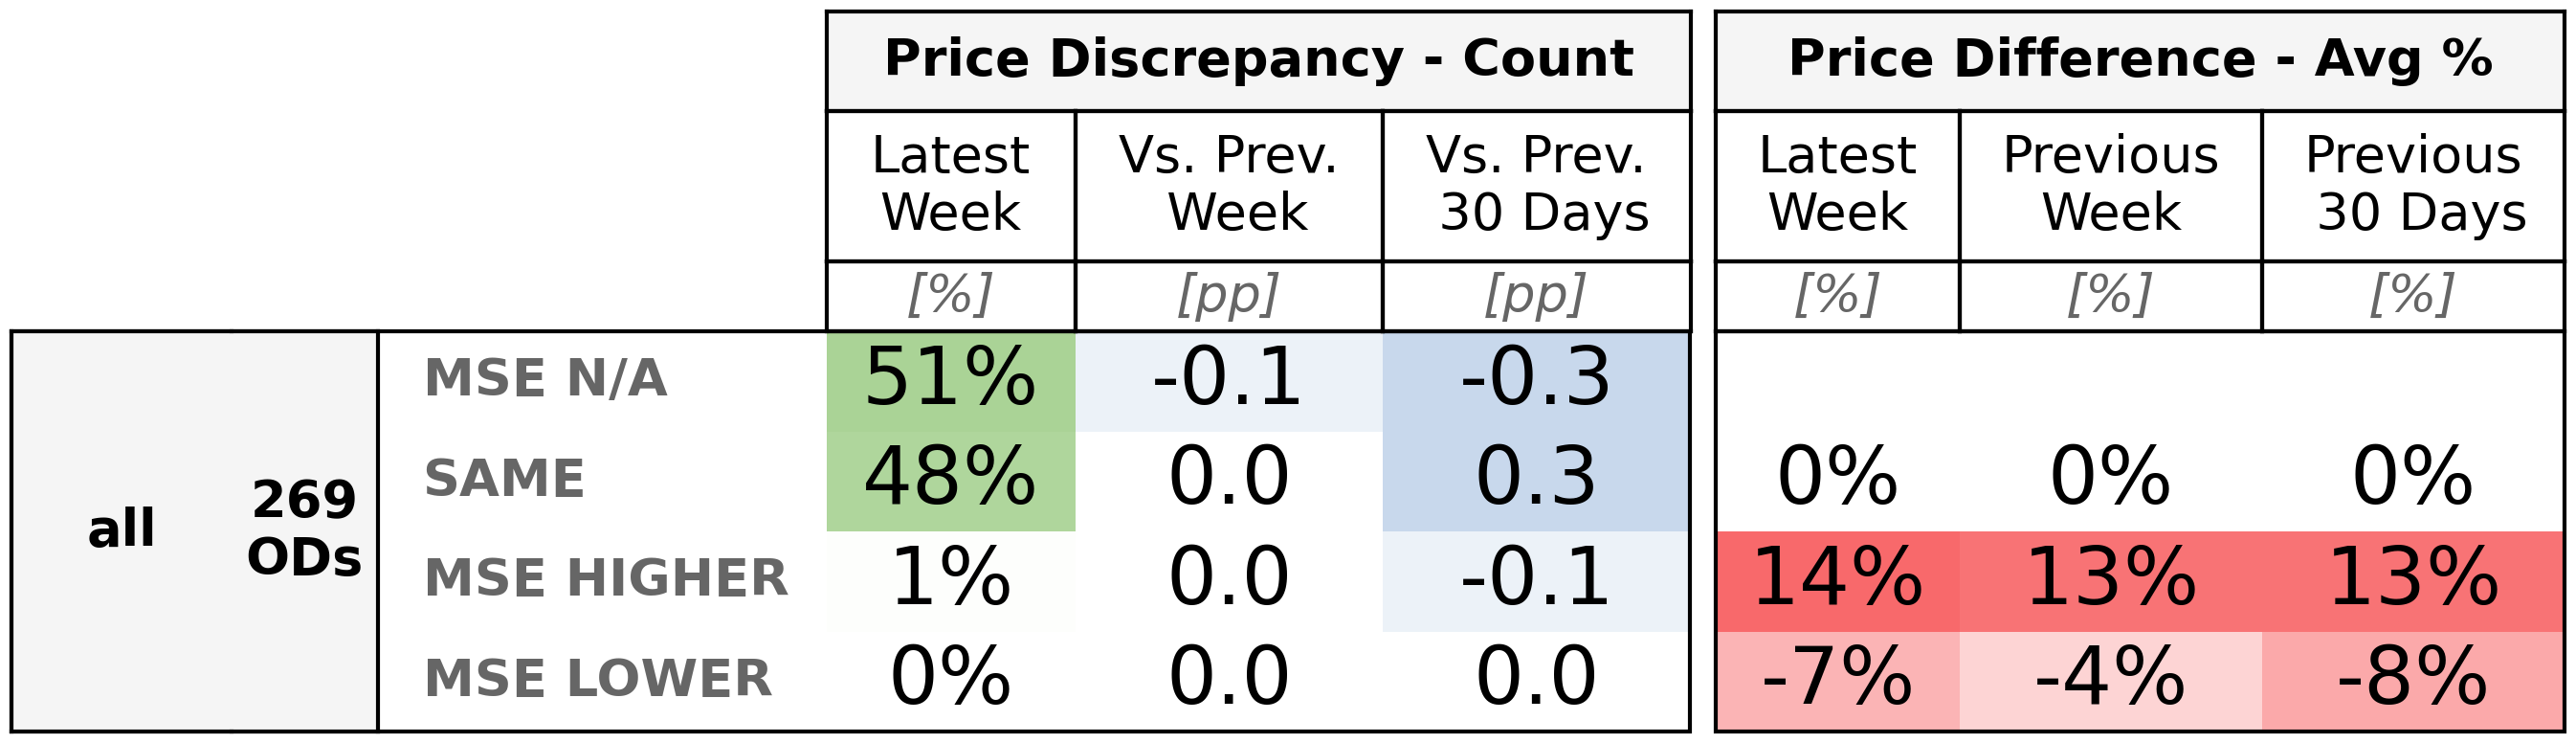 Price Discrepancy - Count Price Difference - Avg %
Latest Week Vs. Prev. Week Vs. Prev. 30 Days Latest Week Previous Week Previous 30 Days
[%] [pp] [pp] [%] [%] [%]
all 269 ODs
MSE N/A 51% -0.1 -0.3
SAME 48% 0.0 0.3 0% 0% 0%
MSE HIGHER 1% 0.0 -0.1 14% 13% 13%
MSE LOWER 0% 0.0 0.0 -7% -4% -8%